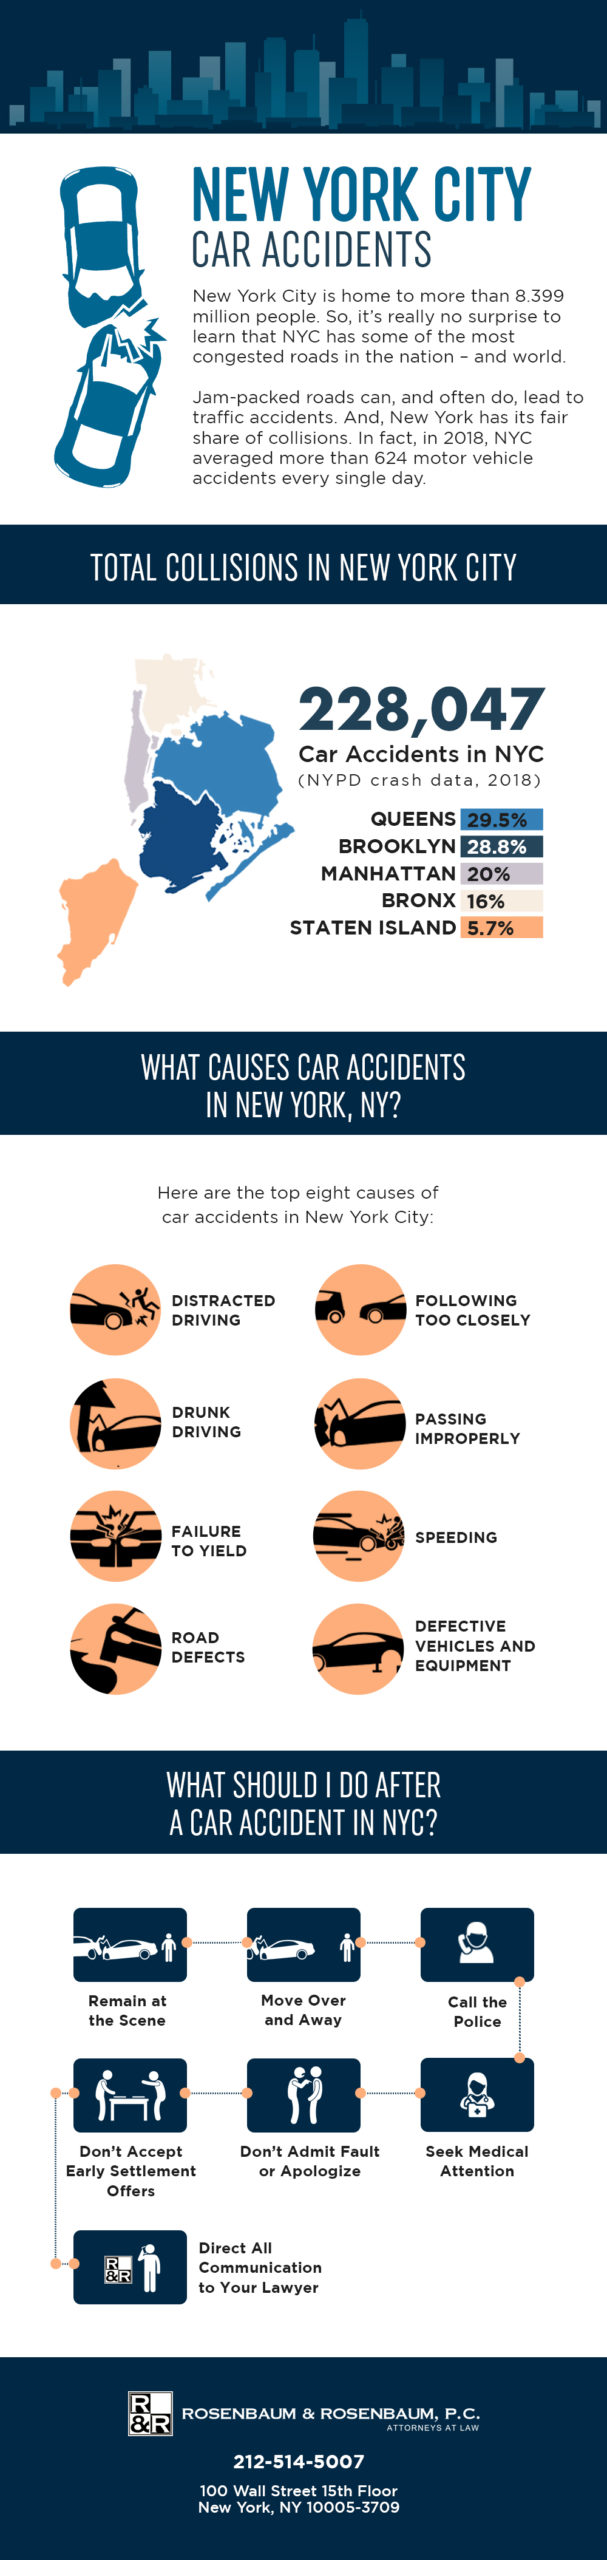 NEW YORK CITY
CAR ACCIDENTS
New York City is home to more than 8.399
million people. So, it's really no surprise to
learn that NYC has some of the most
congested roads in the nation – and world.
Jam-packed roads can, and often do, lead to
traffic accidents. And, New York has its fair
share of collisions. In fact, in 2018, NYC
averaged more than 624 motor vehicle
accidents every single day.
TOTAL COLLISIONS IN NEW YORK CITY
228,047
Car Accidents in NYC
(NYPD crash data, 2018)
QUEENS 29.5%
BROOKLYN 28.8%
MANHATTAN 20%
BRONX 16%
STATEN ISLAND 5.7%
WHAT CAUSES CAR ACCIDENTS
IN NEW YORK, NY?
Here are the top eight causes of
car accidents in New York City:
DISTRACTED
DRIVING
FOLLOWING
TOO CLOSELY
DRUNK
DRIVING
PASSING
IMPROPERLY
FAILURE
TO YIELD
SPEEDING
ROAD
DEFECTS
DEFECTIVE
VEHICLES AND
EQUIPMENT
WHAT SHOULD I DO AFTER
A CAR ACCIDENT IN NYC?
Remain at
the Scene
Move Over
and Away
Call the
Police
Seek Medical
Attention
Don't Admit Fault
or Apologize
Don't Accept
Early Settlement
Offers
R
&R
Direct All
Communication
to Your Lawyer
R
&R
ROSENBAUM & ROSENBAUM, P.C.
ATTORNEYS AT LAW
212-514-5007
100 Wall Street 15th Floor
New York, NY 10005-3709